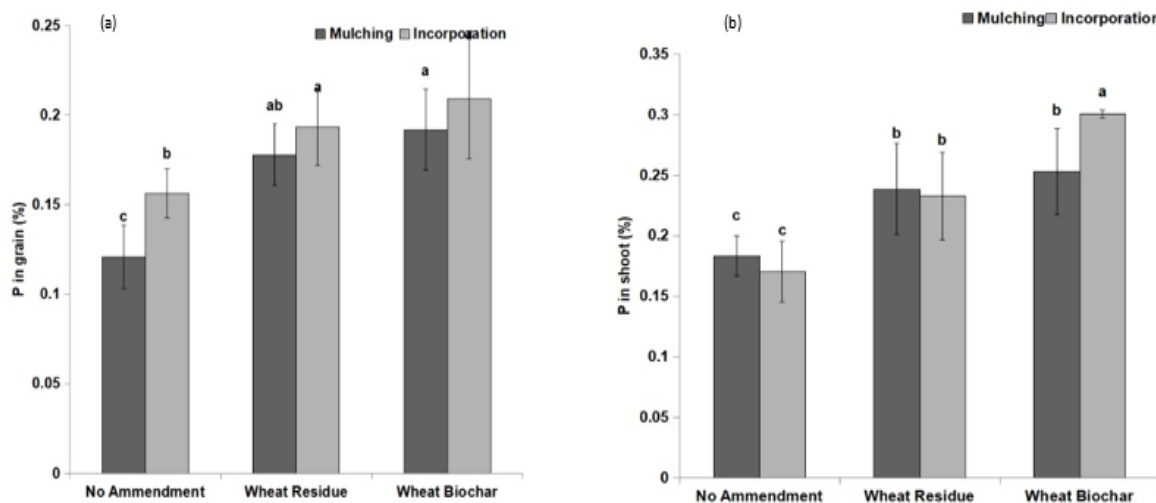 (a)
Mulching Incorporation
0.25
0.2
0.15
0.1
0.05
0
P in grain (%)
c
b
ab
a
a
No Ammendment Wheat Residue Wheat Biochar
(b)
Mulching Incorporation
0.35
0.3
0.25
0.2
0.15
0.1
0.05
0
P in shoot (%)
c
c
b
b
b
a
No Ammendment Wheat Residue Wheat Biochar